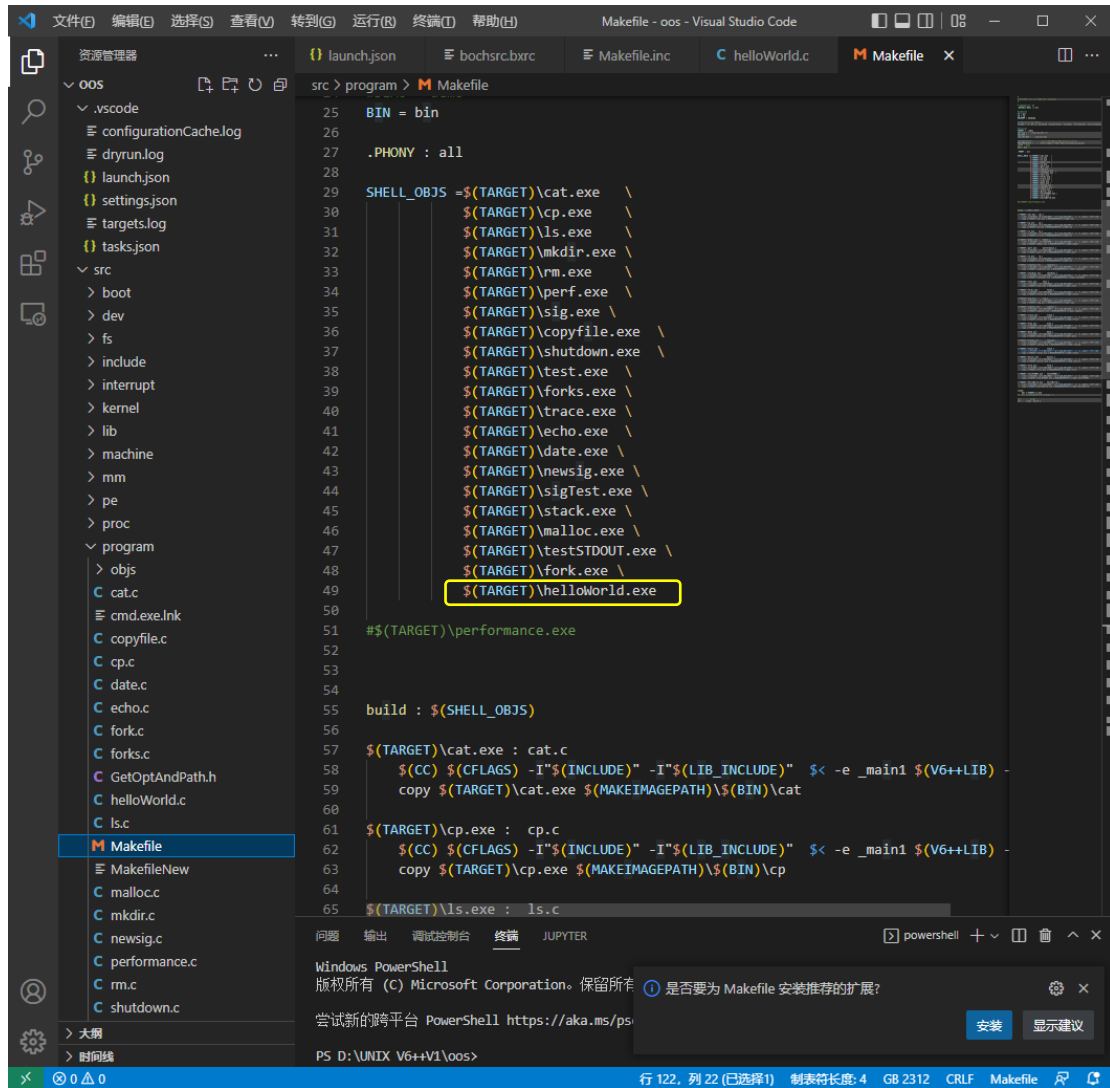 文件(F) 编辑(E) 选择(S) 查看(V) 转到(G) 运行(R) 终端(T) 帮助(H) Makefile - oos - Visual Studio Code
资源管理器
OOS
.vscode
configurationCache.log
dryrun.log
launch.json
settings.json
targets.log
tasks.json
src
boot
dev
fs
include
interrupt
kernel
lib
machine
mm
pe
proc
program
objs
cat.c
cmd.exe.lnk
copyfile.c
cp.c
date.c
echo.c
fork.c
forks.c
GetOptAndPath.h
helloWorld.c
ls.c
Makefile
MakefileNew
malloc.c
mkdir.c
newsig.c
performance.c
rm.c
shutdown.c
大纲
时间线
launch.json bochsrc.bxrc Makefile.inc helloWorld.c Makefile
src > program > Makefile
25 BIN = bin
26
27 .PHONY : all
28
29 SHELL_OBJS =$(TARGET)\cat.exe \
30 $(TARGET)\cp.exe \
31 $(TARGET)\ls.exe \
32 $(TARGET)\mkdir.exe \
33 $(TARGET)\rm.exe \
34 $(TARGET)\perf.exe \
35 $(TARGET)\sig.exe \
36 $(TARGET)\copyfile.exe \
37 $(TARGET)\shutdown.exe \
38 $(TARGET)\test.exe \
39 $(TARGET)\forks.exe \
40 $(TARGET)\trace.exe \
41 $(TARGET)\echo.exe \
42 $(TARGET)\date.exe \
43 $(TARGET)\newsig.exe \
44 $(TARGET)\sigTest.exe \
45 $(TARGET)\stack.exe \
46 $(TARGET)\malloc.exe \
47 $(TARGET)\testSTDOUT.exe \
48 $(TARGET)\fork.exe \
49 $(TARGET)\helloWorld.exe
50
51 #$(TARGET)\performance.exe
52
53
54
55 build : $(SHELL_OBJS)
56
57 $(TARGET)\cat.exe : cat.c
58 $(CC) $(CFLAGS) -I"$(INCLUDE)" -I"$(LIB_INCLUDE)" $< -e _main1 $(V6++LIB) -
59 copy $(TARGET)\cat.exe $(MAKEIMAGEPATH)\$(BIN)\cat
60
61 $(TARGET)\cp.exe : cp.c
62 $(CC) $(CFLAGS) -I"$(INCLUDE)" -I"$(LIB_INCLUDE)" $< -e _main1 $(V6++LIB) -
63 copy $(TARGET)\cp.exe $(MAKEIMAGEPATH)\$(BIN)\cp
64
65 $(TARGET)\ls.exe : ls.c
问题 输出 调试控制台 终端 JUPYTER powershell
Windows PowerShell
版权所有 (C) Microsoft Corporation。保留所有
尝试新的跨平台 PowerShell https://aka.ms/ps
PS D:\UNIX V6++V1\oos>
是否要为 Makefile 安装推荐的扩展?
安装 显示建议
0 0 行 122，列 22 (已选择1) 制表符长度: 4 GB 2312 CRLF Makefile